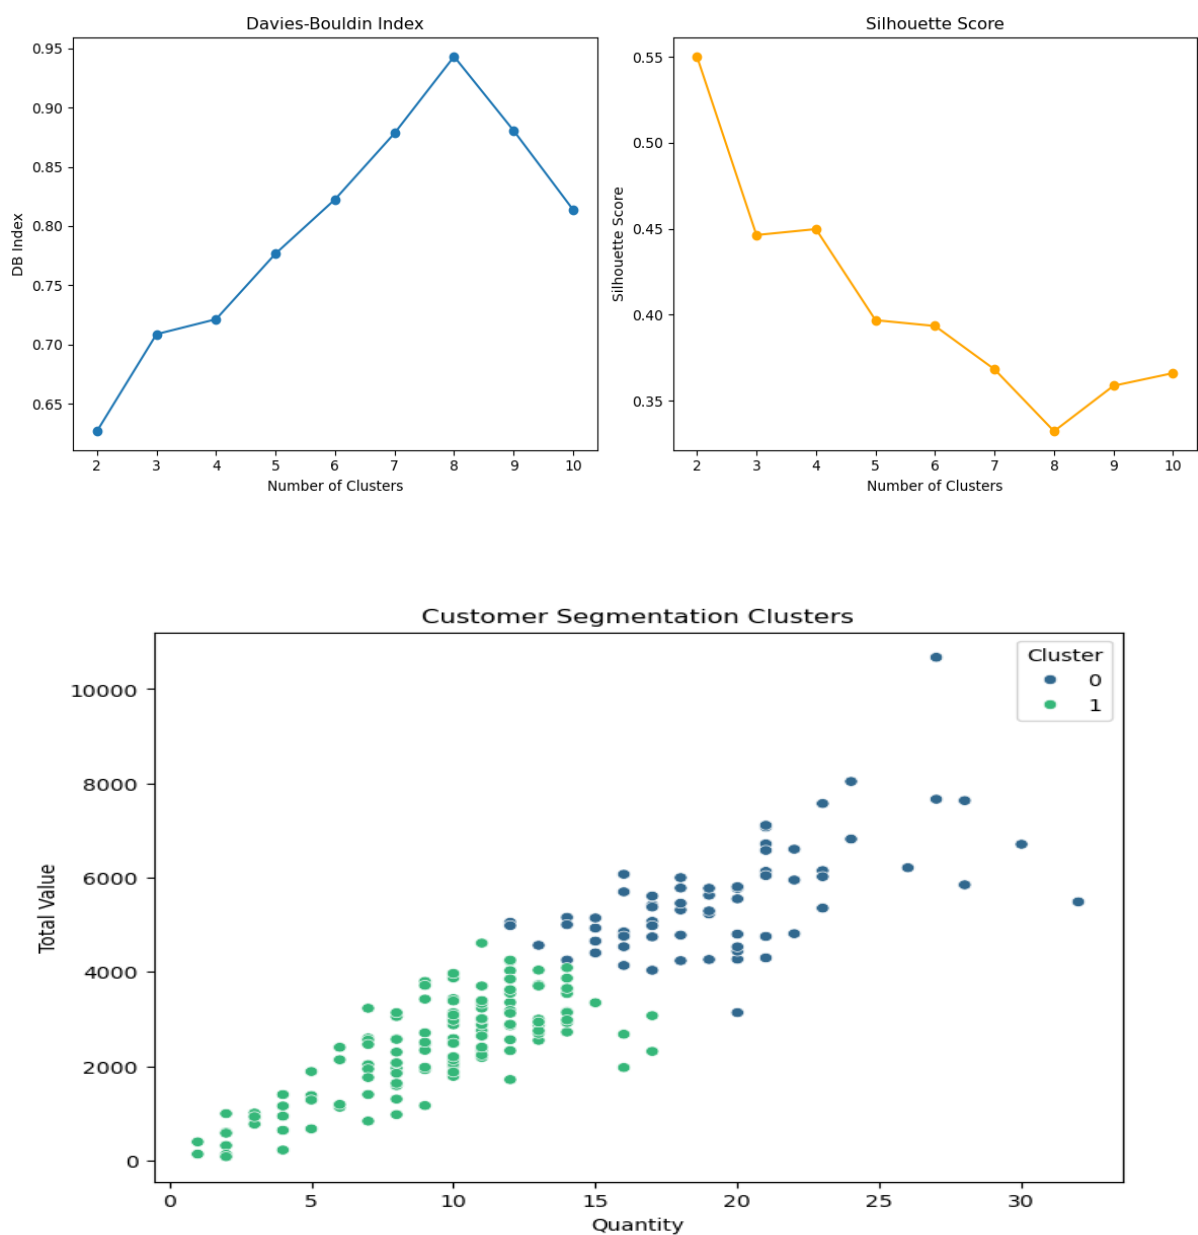 Davies-Bouldin Index
0.95
0.90
0.85
0.80
0.75
0.70
0.65
DB Index
2 3 4 5 6 7 8 9 10
Number of Clusters
Silhouette Score
0.55
0.50
0.45
0.40
0.35
Silhouette Score
2 3 4 5 6 7 8 9 10
Number of Clusters
Customer Segmentation Clusters
Cluster
0
1
10000
8000
6000
4000
2000
0
Total Value
0 5 10 15 20 25 30
Quantity